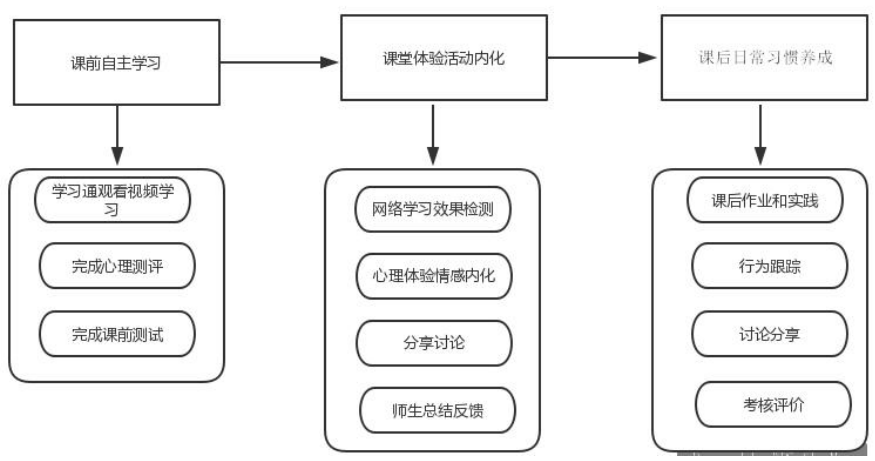 课前自主学习
课堂体验活动内化
课后日常习惯养成
学习通观看视频学
习
完成心理测评
完成课前测试
网络学习效果检测
心理体验情感内化
分享讨论
师生总结反馈
课后作业和实践
行为跟踪
讨论分享
考核评价